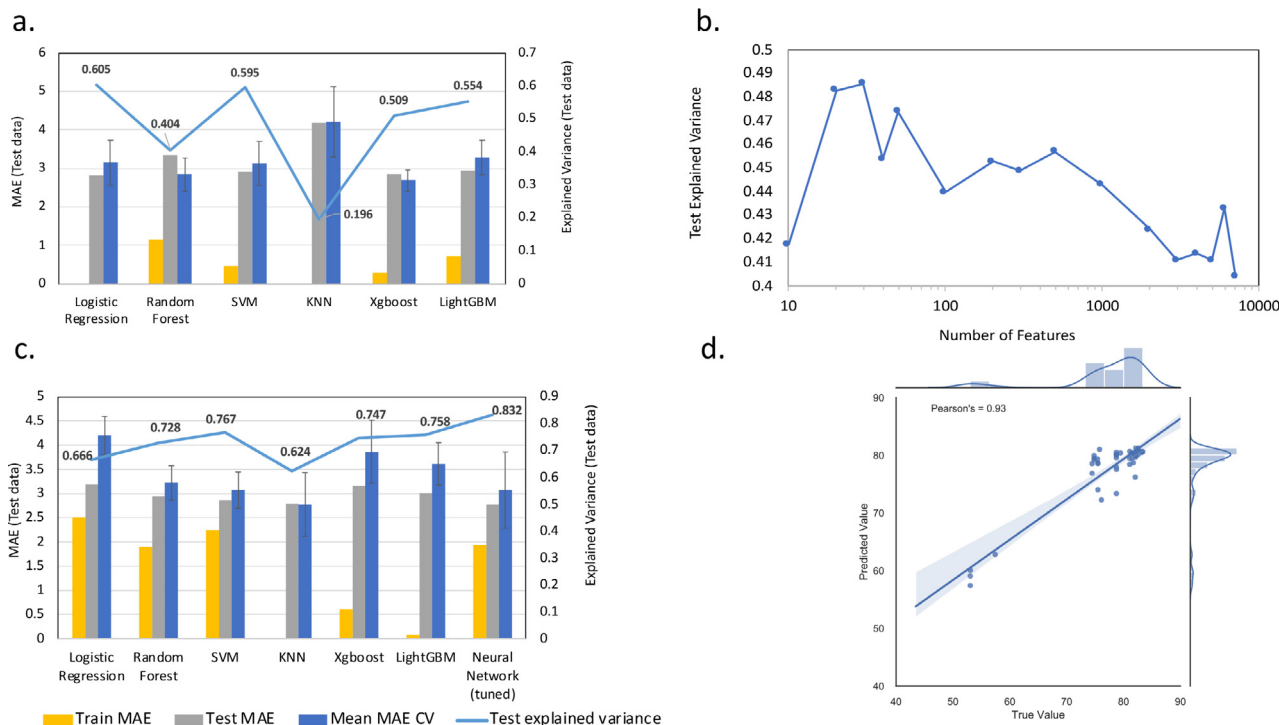 a.
6
5
4
3
2
1
0
MAE (Test data)
0.7
0.6
0.5
0.4
0.3
0.2
0.1
0
Explained Variance (Test data)
0.605
0.404
0.595
0.196
0.509
0.554
Logistic Regression
Random Forest
SVM
KNN
Xgboost
LightGBM
b.
0.5
0.49
0.48
0.47
0.46
0.45
0.44
0.43
0.42
0.41
0.4
Test Explained Variance
10
100
1000
10000
Number of Features
c.
5
4.5
4
3.5
3
2.5
2
1.5
1
0.5
0
MAE (Test data)
0.9
0.8
0.7
0.6
0.5
0.4
0.3
0.2
0.1
0
Explained Variance (Test data)
0.666
0.728
0.767
0.624
0.747
0.758
0.832
Logistic Regression
Random Forest
SVM
KNN
Xgboost
LightGBM
Neural Network (tuned)
Train MAE
Test MAE
Mean MAE CV
Test explained variance
d.
Pearson's = 0.93
90
80
70
60
50
40
Predicted Value
40
50
60
70
80
90
True Value